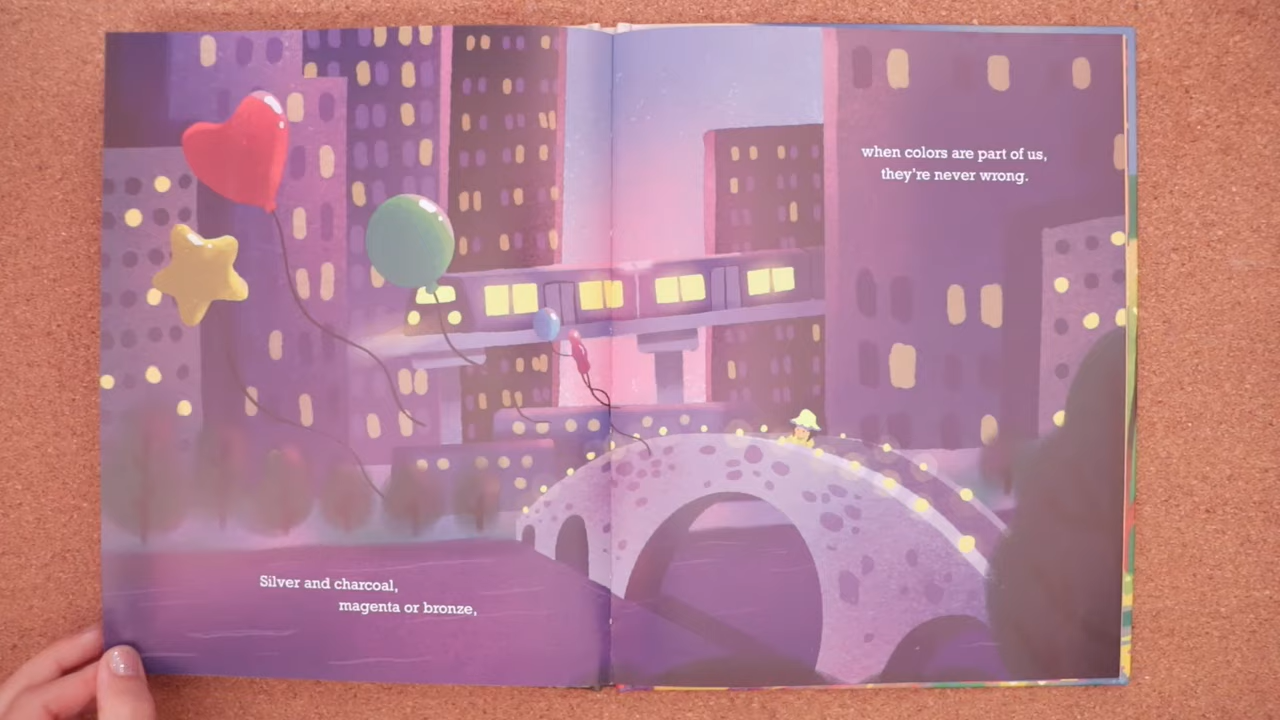 Silver and charcoal,
magenta or bronze,
when colors are part of us,
they're never wrong.